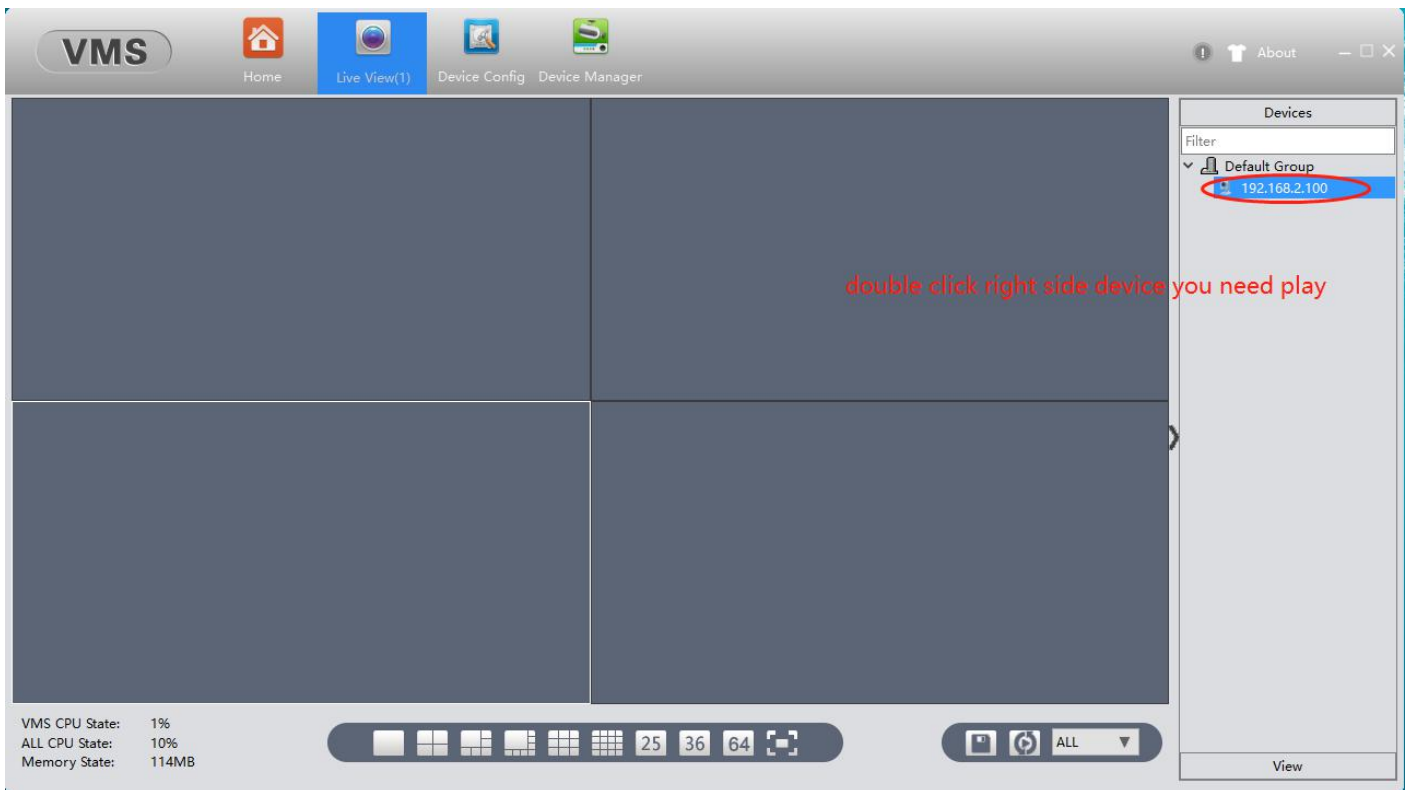 VMS
Home
Live View(1)
Device Config
Device Manager
About
Devices
Filter
Default Group
192.168.2.100
double click right side device you need play
VMS CPU State: 1%
ALL CPU State: 10%
Memory State: 114MB
25
36
64
ALL
View